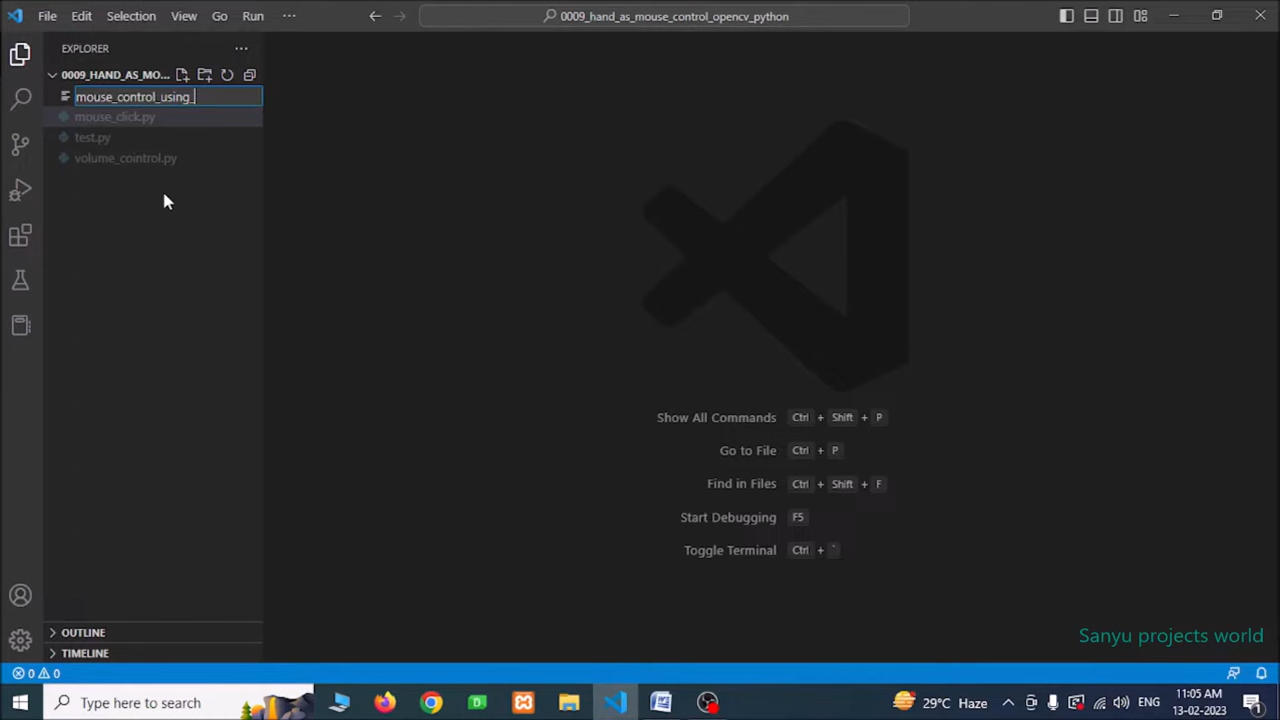 File Edit Selection View Go Run ···
0009_hand_as_mouse_control_opencv_python
EXPLORER
0009_HAND_AS_MO...
mouse_control_using_
mouse_click.py
test.py
volume_cointrol.py
Show All Commands Ctrl + Shift + P
Go to File Ctrl + P
Find in Files Ctrl + Shift + F
Start Debugging F5
Toggle Terminal Ctrl + `
OUTLINE
TIMELINE
Sanyu projects world
0 0
Type here to search
29°C Haze
ENG
11:05 AM
13-02-2023
1